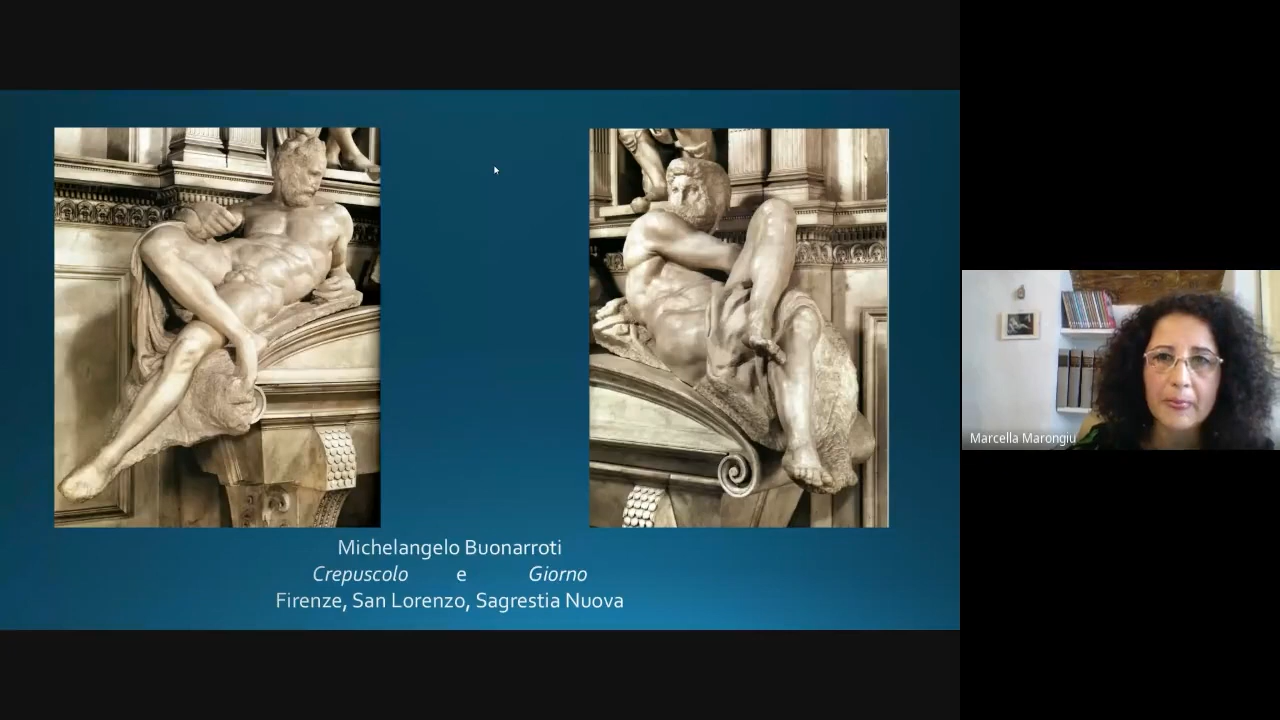 Michelangelo Buonarroti
Crepuscolo e Giorno
Firenze, San Lorenzo, Sagrestia Nuova
Marcella Marongiu